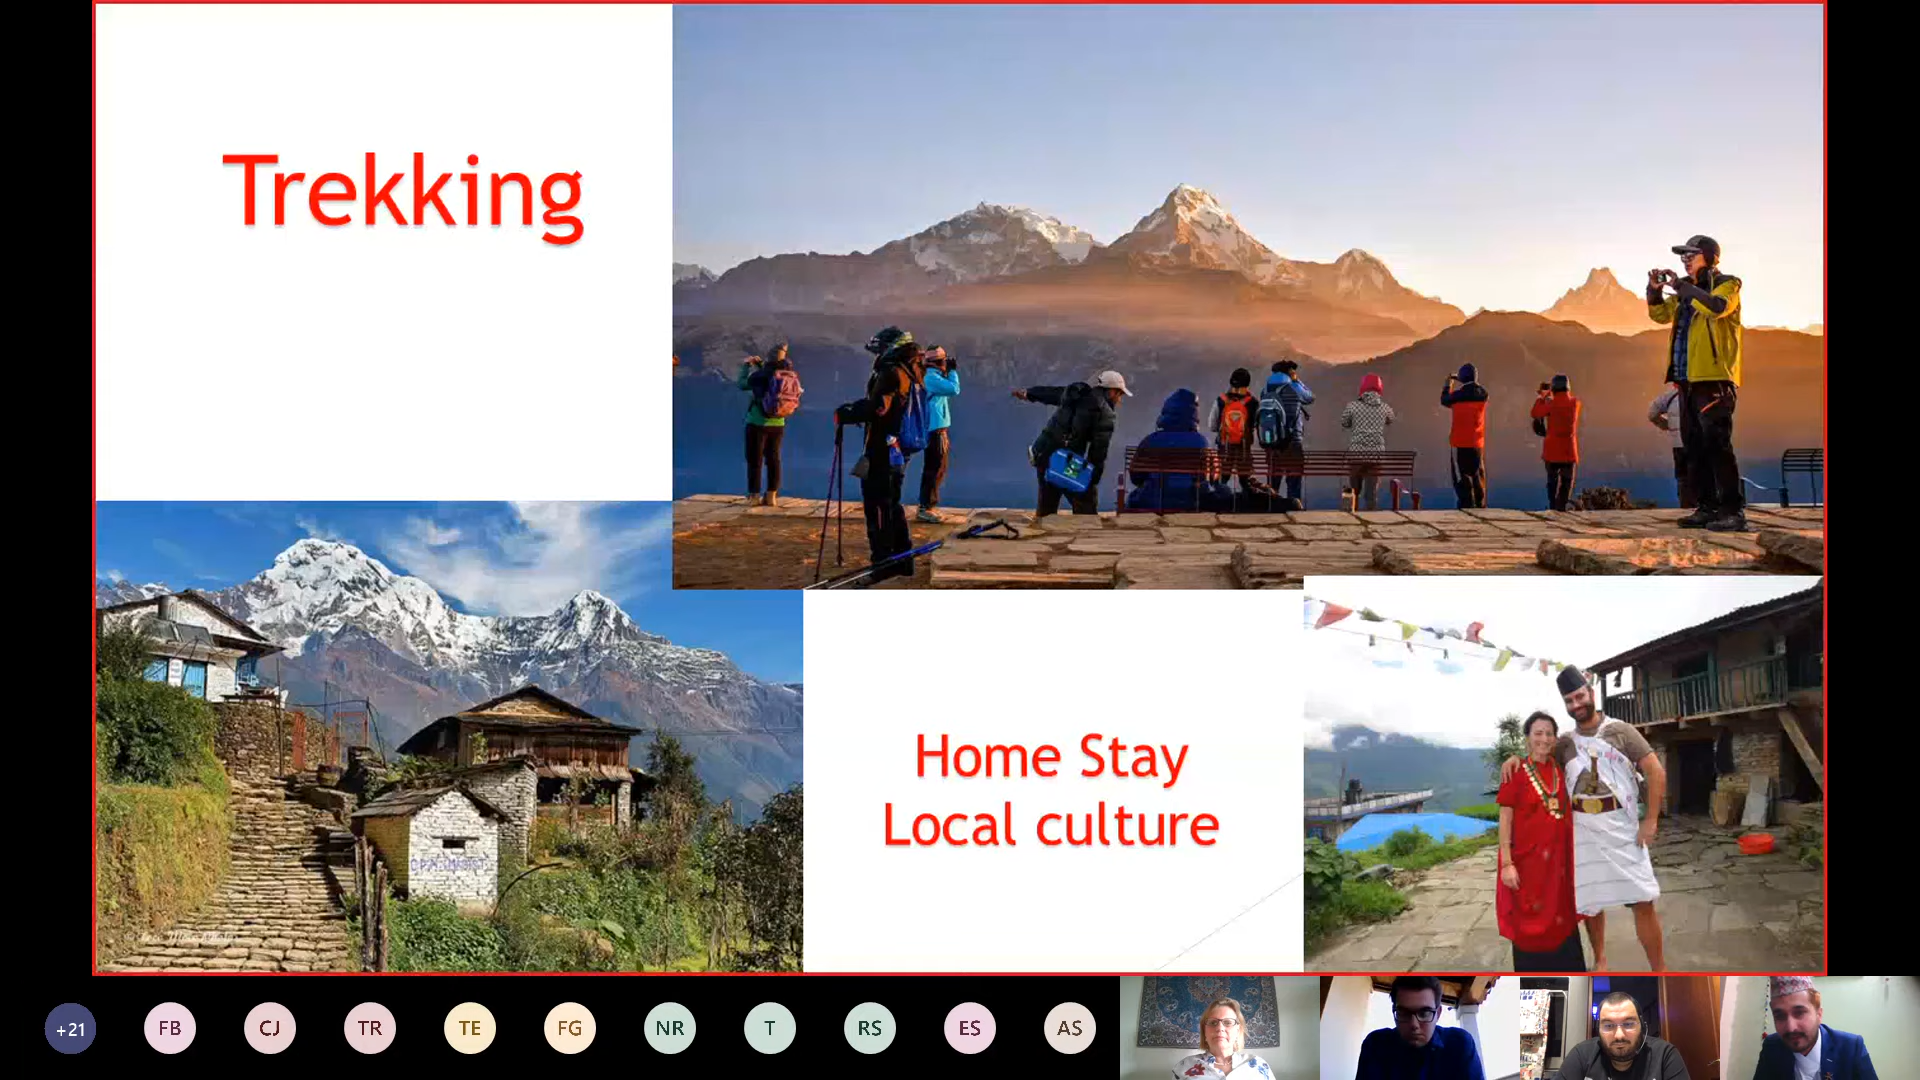 Trekking
Home Stay
Local culture
+21
FB
CJ
TR
TE
FG
NR
T
RS
ES
AS